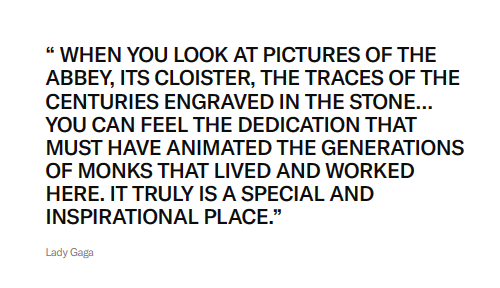 “ WHEN YOU LOOK AT PICTURES OF THE
ABBEY, ITS CLOISTER, THE TRACES OF THE
CENTURIES ENGRAVED IN THE STONE...
YOU CAN FEEL THE DEDICATION THAT
MUST HAVE ANIMATED THE GENERATIONS
OF MONKS THAT LIVED AND WORKED
HERE. IT TRULY IS A SPECIAL AND
INSPIRATIONAL PLACE.”
Lady Gaga